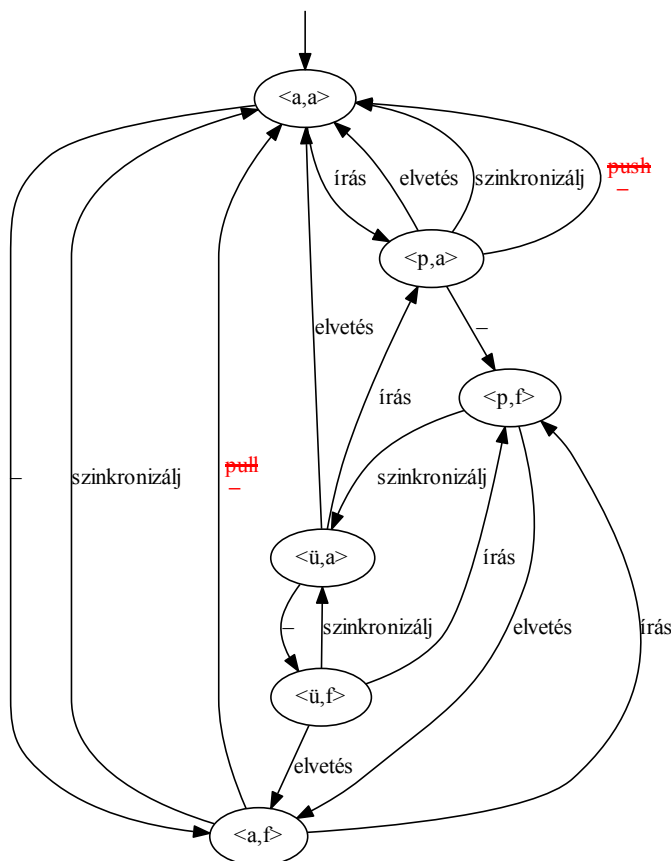 <a,a>
írás
elvetés
szinkronizálj
push
–
<p,a>
elvetés
–
írás
<p,f>
–
szinkronizálj
pull
–
szinkronizálj
<ü,a>
írás
–
szinkronizálj
elvetés
írás
<ü,f>
elvetés
<a,f>